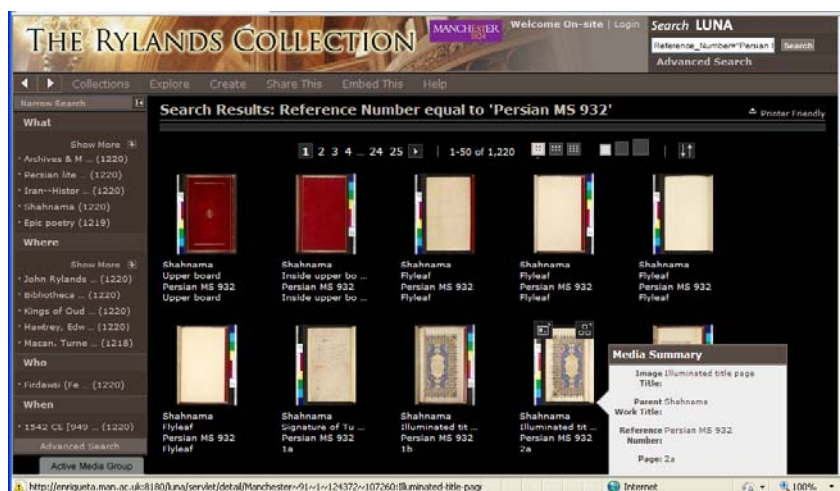 THE RYLANDS COLLECTION
MANCHESTER
1824
Welcome On-site | Login
Search LUNA
Reference_Number="Persian I
Search
Advanced Search
Collections
Explore
Create
Share This
Embed This
Help
Narrow Search
What
Show More
Archives & M ... (1220)
Persian lite ... (1220)
Iran--Histor ... (1220)
Shahnama (1220)
Epic poetry (1219)
Where
Show More
John Rylands ... (1220)
Bibliotheca ... (1220)
Kings of Oud ... (1220)
Hawtrey, Edw ... (1220)
Macan, Turne ... (1218)
Who
Firdawsi (Fe ... (1220)
When
1542 CE [949 ... (1220)
Advanced Search
Active Media Group
Search Results: Reference Number equal to 'Persian MS 932'
Printer Friendly
1 2 3 4 ... 24 25 | 1-50 of 1,220
Shahnama
Upper board
Persian MS 932
Upper board
Shahnama
Inside upper bo ...
Persian MS 932
Inside upper bo ...
Shahnama
Flyleaf
Persian MS 932
Flyleaf
Shahnama
Flyleaf
Persian MS 932
Flyleaf
Shahnama
Flyleaf
Persian MS 932
Flyleaf
Shahnama
Flyleaf
Persian MS 932
Flyleaf
Shahnama
Signature of Tu ...
Persian MS 932
1a
Shahnama
Illuminated tit ...
Persian MS 932
1b
Shahnama
Illuminated tit ...
Persian MS 932
2a
Media Summary
Image Title: Illuminated title page
Parent Work Title: Shahnama
Reference Number: Persian MS 932
Page: 2a
http://enriqueta.man.ac.uk:8180/luna/servlet/detail/Manchester~91~1~124372~107260:Illuminated-title-page
Internet
100%